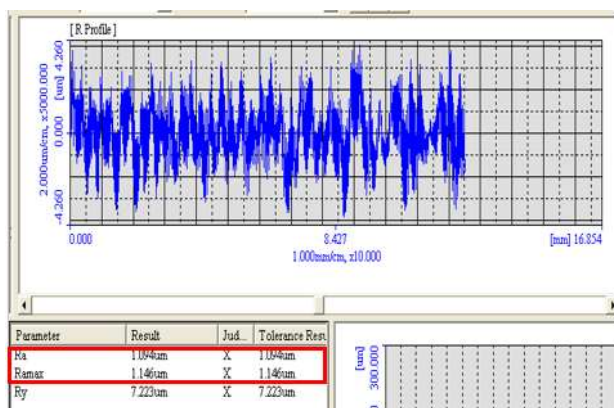 [ R Profile ]
2.000um/cm, x5000.000
[um] 4.260
0.000
-4.260
0.000
8.427
[mm] 16.854
1.000mm/cm, x10.000
Parameter Result Jud... Tolerance Resu
Ra 1.094um X 1.094um
Ramax 1.146um X 1.146um
Ry 7.223um X 7.223um
[um]
300.000